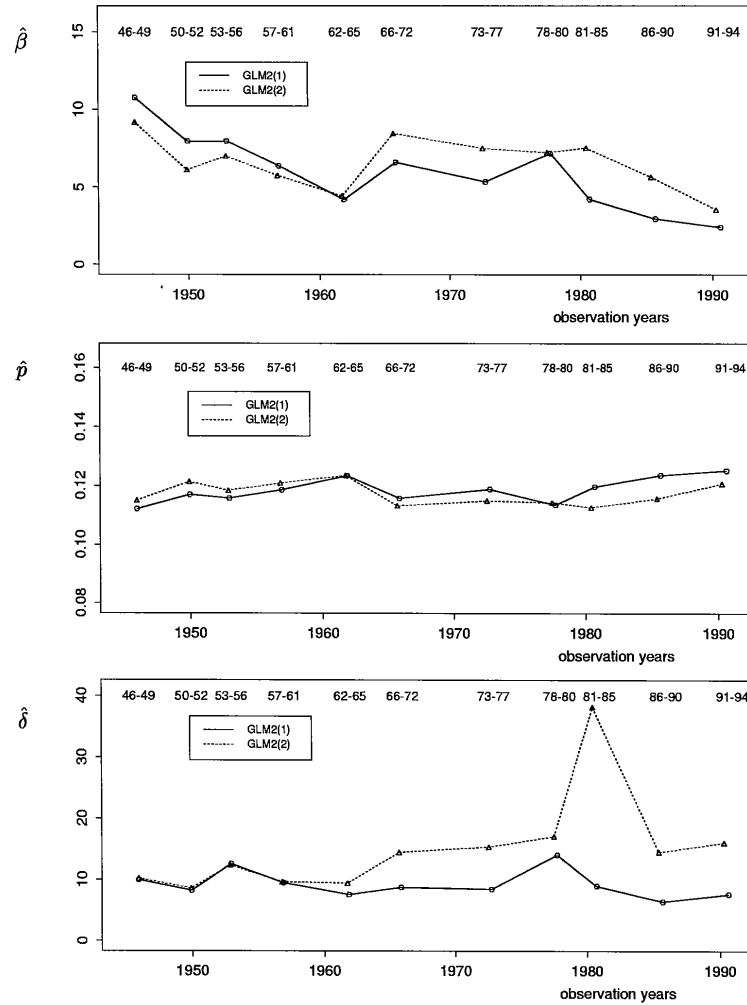 β̂
15
10
5
0
46-49 50-52 53-56 57-61 62-65 66-72 73-77 78-80 81-85 86-90 91-94
GLM2(1)
GLM2(2)
1950 1960 1970 1980 1990
observation years
p̂
0.16
0.14
0.12
0.10
0.08
46-49 50-52 53-56 57-61 62-65 66-72 73-77 78-80 81-85 86-90 91-94
GLM2(1)
GLM2(2)
1950 1960 1970 1980 1990
observation years
δ̂
40
30
20
10
0
46-49 50-52 53-56 57-61 62-65 66-72 73-77 78-80 81-85 86-90 91-94
GLM2(1)
GLM2(2)
1950 1960 1970 1980 1990
observation years